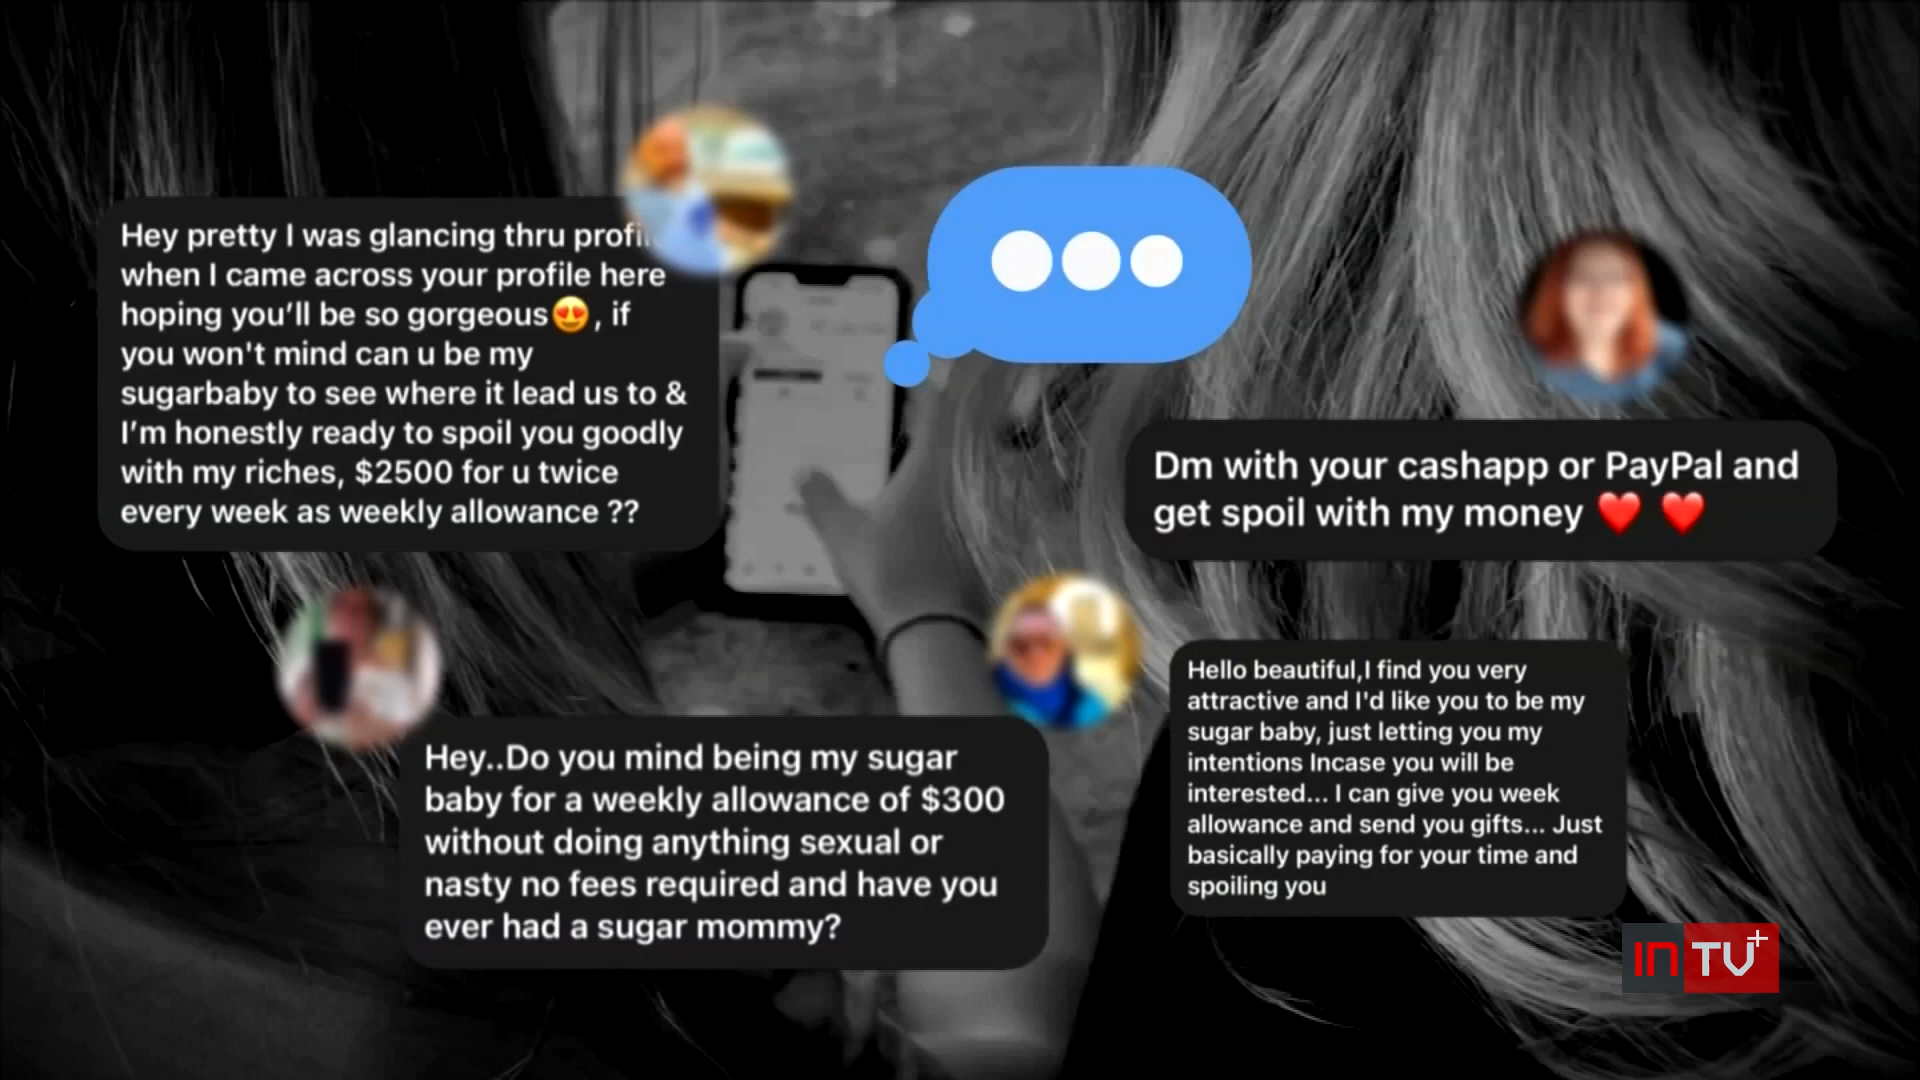 Hey pretty I was glancing thru
when I came across your profile here
hoping you’ll be so gorgeous😍, if
you won't mind can u be my
sugarbaby to see where it lead us to &
I’m honestly ready to spoil you goodly
with my riches, $2500 for u twice
every week as weekly allowance ??
Dm with your cashapp or PayPal and
get spoil with my money ❤️ ❤️
Hey..Do you mind being my sugar
baby for a weekly allowance of $300
without doing anything sexual or
nasty no fees required and have you
ever had a sugar mommy?
Hello beautiful,I find you very
attractive and I'd like you to be my
sugar baby, just letting you my
intentions Incase you will be
interested... I can give you week
allowance and send you gifts... Just
basically paying for your time and
spoiling you
IN TV+